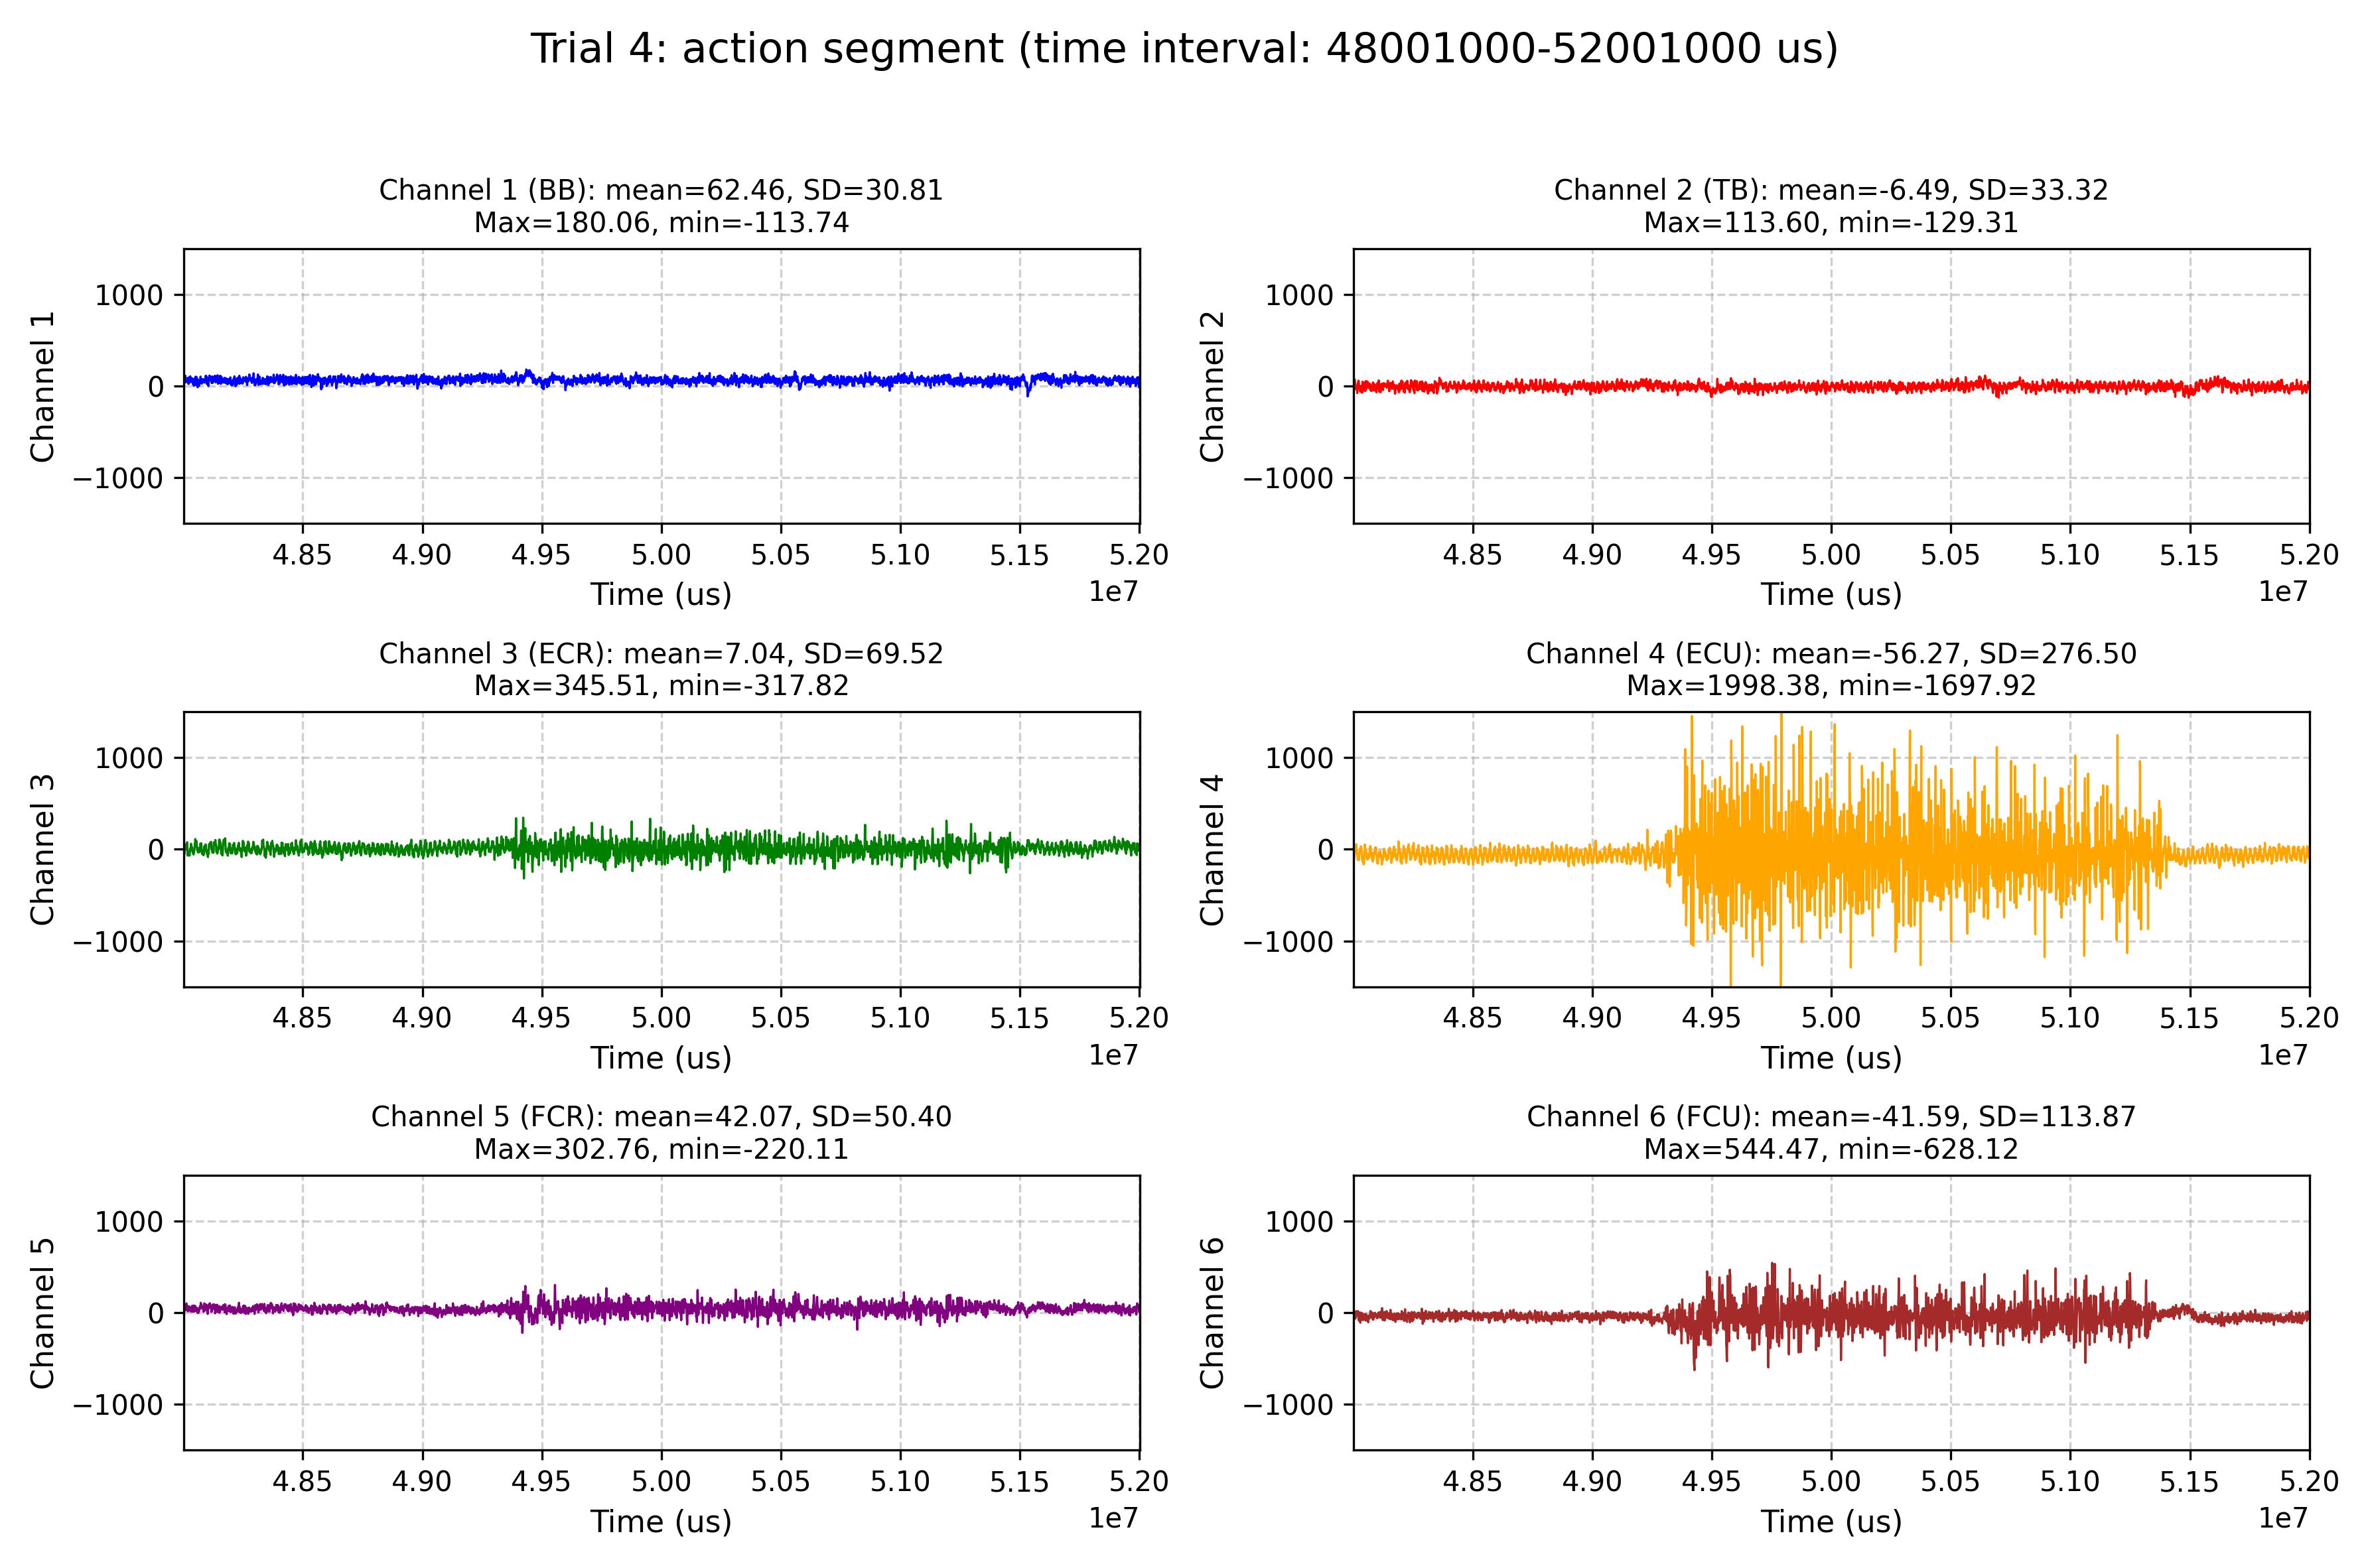 Trial 4: action segment (time interval: 48001000-52001000 us)
Channel 1 (BB): mean=62.46, SD=30.81
Max=180.06, min=-113.74
Channel 1
1000
0
−1000
4.85 4.90 4.95 5.00 5.05 5.10 5.15 5.20
Time (us)
1e7
Channel 2 (TB): mean=-6.49, SD=33.32
Max=113.60, min=-129.31
Channel 2
1000
0
−1000
4.85 4.90 4.95 5.00 5.05 5.10 5.15 5.20
Time (us)
1e7
Channel 3 (ECR): mean=7.04, SD=69.52
Max=345.51, min=-317.82
Channel 3
1000
0
−1000
4.85 4.90 4.95 5.00 5.05 5.10 5.15 5.20
Time (us)
1e7
Channel 4 (ECU): mean=-56.27, SD=276.50
Max=1998.38, min=-1697.92
Channel 4
1000
0
−1000
4.85 4.90 4.95 5.00 5.05 5.10 5.15 5.20
Time (us)
1e7
Channel 5 (FCR): mean=42.07, SD=50.40
Max=302.76, min=-220.11
Channel 5
1000
0
−1000
4.85 4.90 4.95 5.00 5.05 5.10 5.15 5.20
Time (us)
1e7
Channel 6 (FCU): mean=-41.59, SD=113.87
Max=544.47, min=-628.12
Channel 6
1000
0
−1000
4.85 4.90 4.95 5.00 5.05 5.10 5.15 5.20
Time (us)
1e7